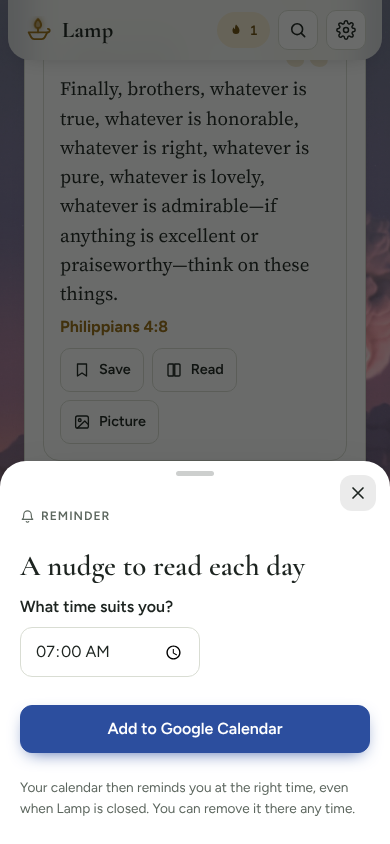 Lamp
1
Finally, brothers, whatever is
true, whatever is honorable,
whatever is right, whatever is
pure, whatever is lovely,
whatever is admirable—if
anything is excellent or
praiseworthy—think on these
things.
Philippians 4:8
Save
Read
Picture
REMINDER
A nudge to read each day
What time suits you?
07:00 AM
Add to Google Calendar
Your calendar then reminds you at the right time, even
when Lamp is closed. You can remove it there any time.